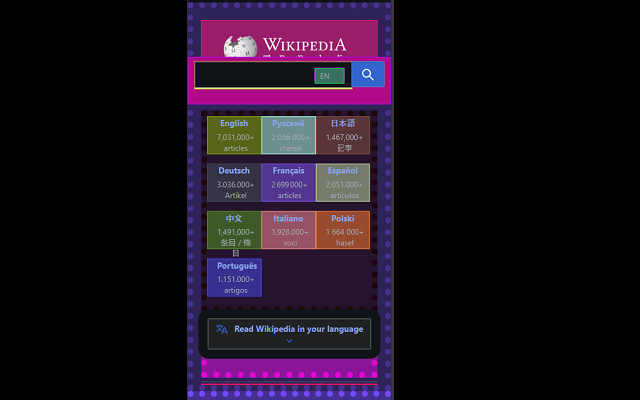 WIKIPEDIA
EN
English
7,031,000+
articles
Русский
2 056 000+
статей
日本語
1,467,000+
記事
Deutsch
3.036.000+
Artikel
Français
2 699 000+
articles
Español
2.051.000+
artículos
中文
1,491,000+
条目 / 條
目
Italiano
1.928.000+
voci
Polski
1 664 000+
haseł
Português
1.151.000+
artigos
Read Wikipedia in your language